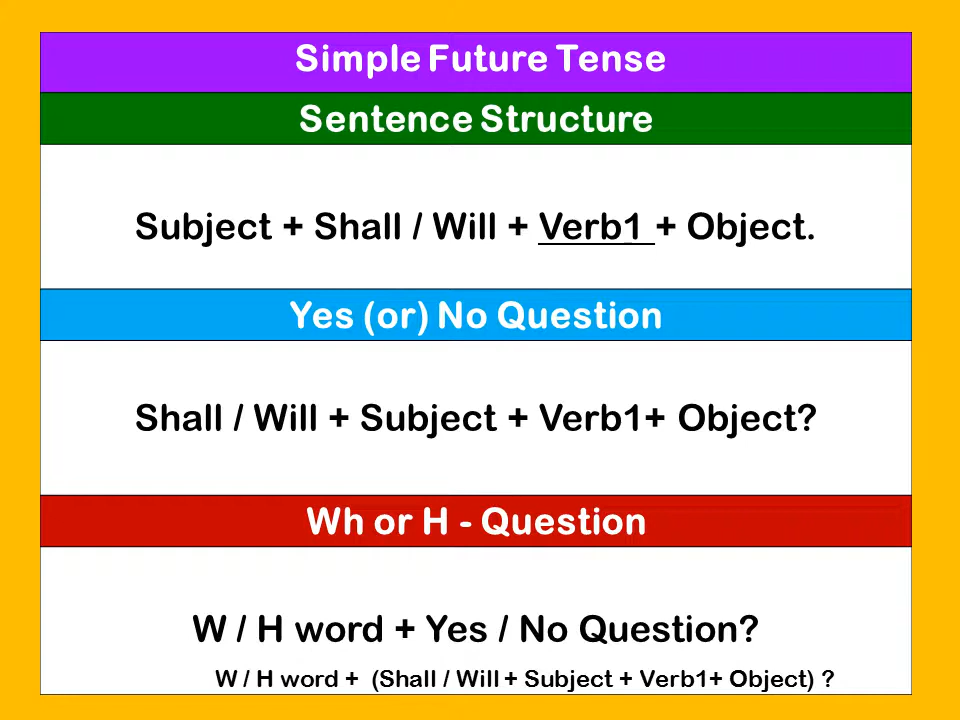 Simple Future Tense
Sentence Structure
Subject + Shall / Will + Verb1 + Object.
Yes (or) No Question
Shall / Will + Subject + Verb1+ Object?
Wh or H - Question
W / H word + Yes / No Question?
W / H word + (Shall / Will + Subject + Verb1+ Object) ?